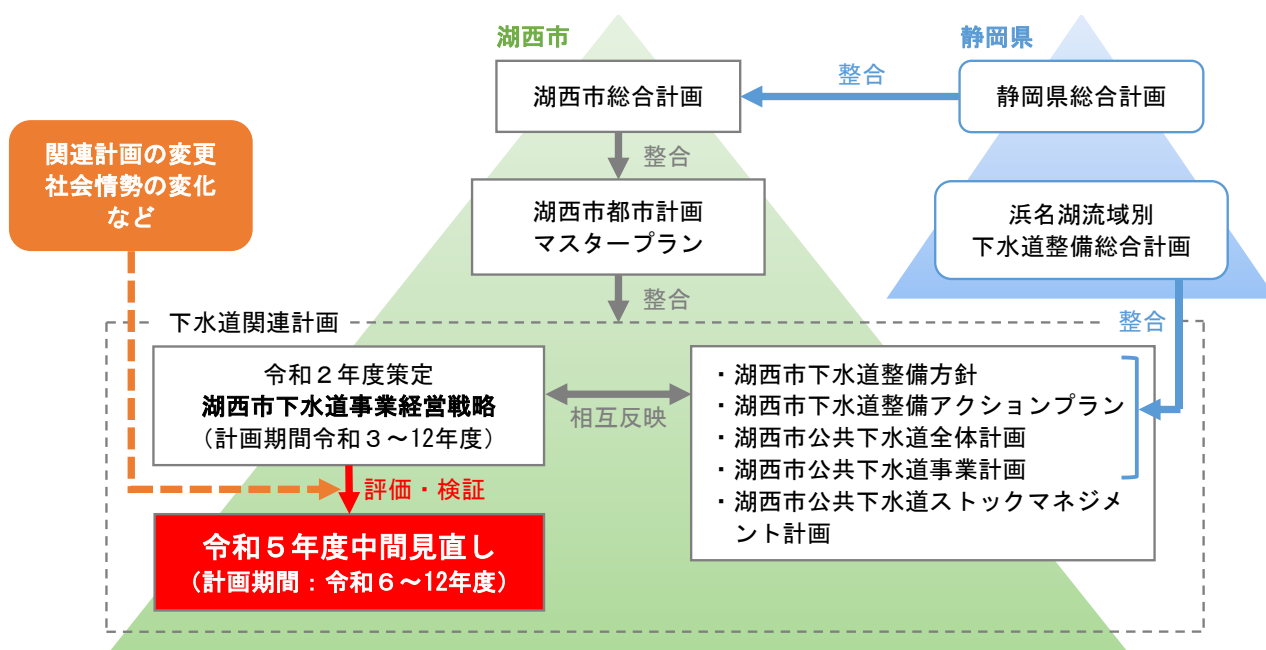 湖西市
静岡県
湖西市総合計画
整合
静岡県総合計画
関連計画の変更
社会情勢の変化
など
整合
湖西市都市計画
マスタープラン
浜名湖流域別
下水道整備総合計画
整合
下水道関連計画
整合
令和２年度策定
湖西市下水道事業経営戦略
（計画期間令和３～12年度）
相互反映
・湖西市下水道整備方針
・湖西市下水道整備アクションプラン
・湖西市公共下水道全体計画
・湖西市公共下水道事業計画
・湖西市公共下水道ストックマネジメ
ント計画
評価・検証
令和５年度中間見直し
（計画期間：令和６～12年度）